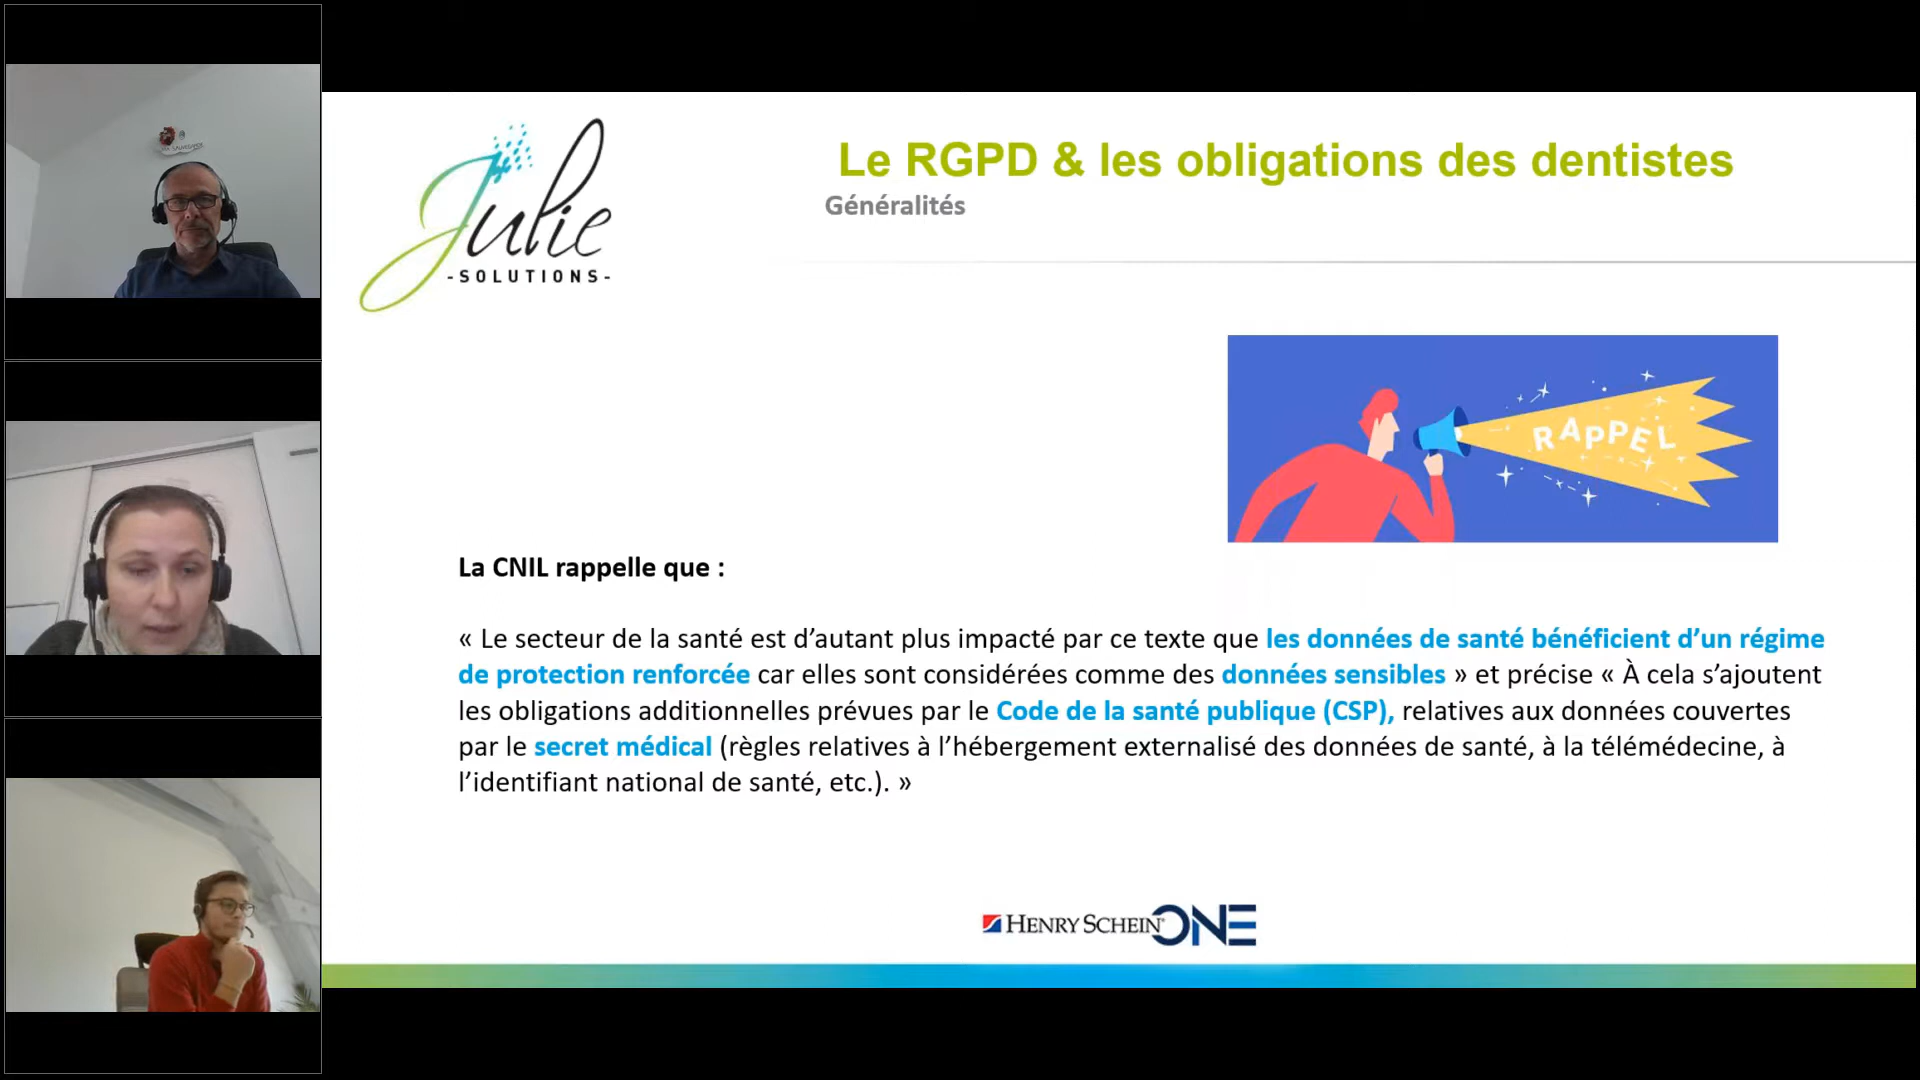 Julie
-SOLUTIONS-
Le RGPD & les obligations des dentistes
Généralités
RAPPEL
La CNIL rappelle que :
« Le secteur de la santé est d’autant plus impacté par ce texte que les données de santé bénéficient d’un régime
de protection renforcée car elles sont considérées comme des données sensibles » et précise « À cela s’ajoutent
les obligations additionnelles prévues par le Code de la santé publique (CSP), relatives aux données couvertes
par le secret médical (règles relatives à l’hébergement externalisé des données de santé, à la télémédecine, à
l’identifiant national de santé, etc.). »
HENRY SCHEIN® ONE